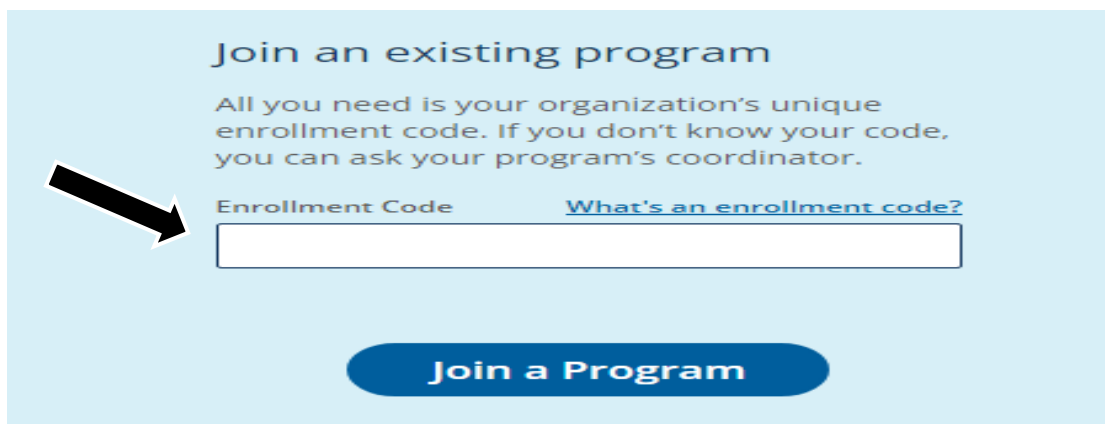 Join an existing program
All you need is your organization’s unique
enrollment code. If you don’t know your code,
you can ask your program’s coordinator.
Enrollment Code What's an enrollment code?
Join a Program